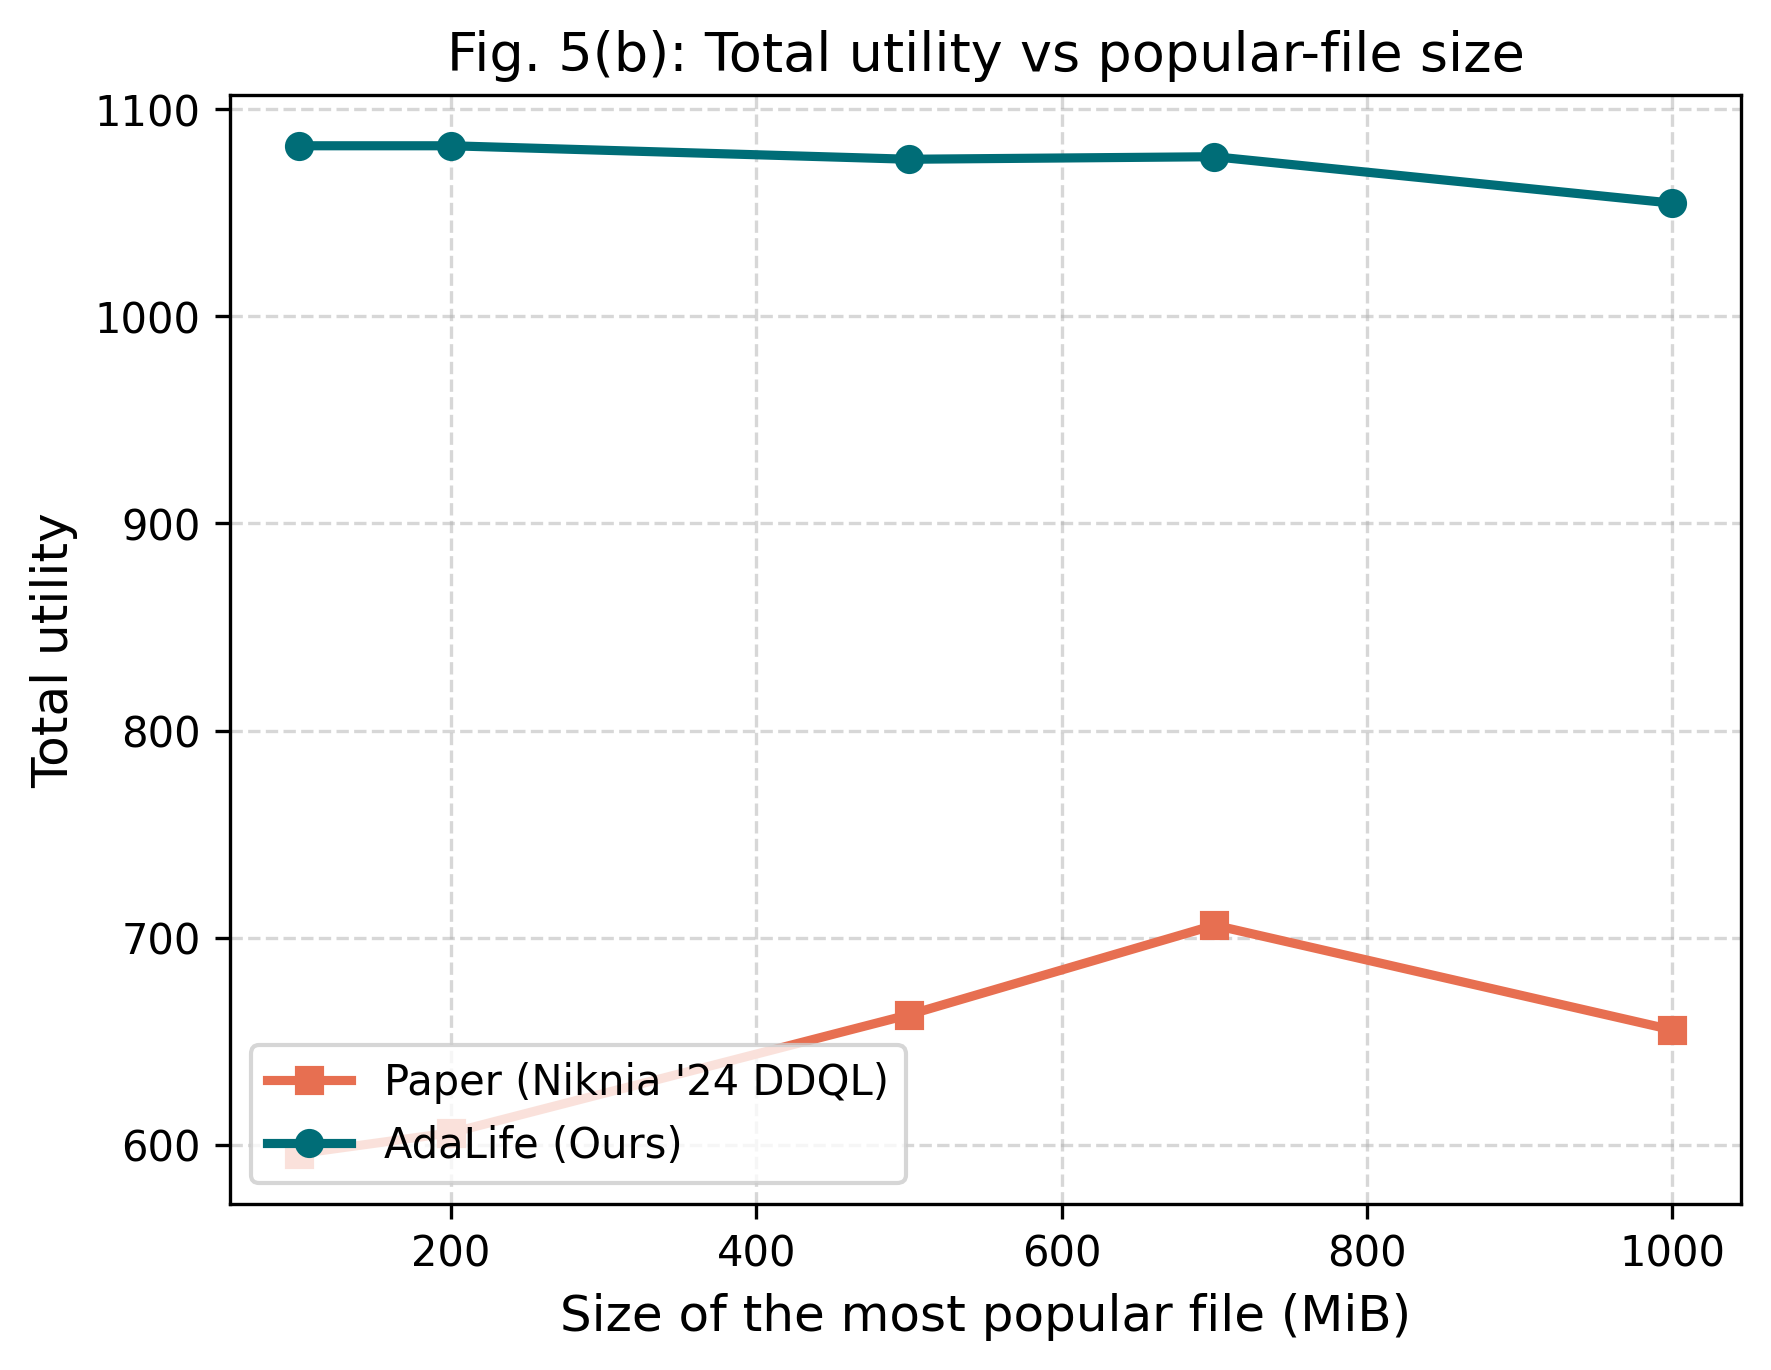 Fig. 5(b): Total utility vs popular-file size
1100
1000
900
800
700
600
Total utility
Paper (Niknia '24 DDQL)
AdaLife (Ours)
200 400 600 800 1000
Size of the most popular file (MiB)